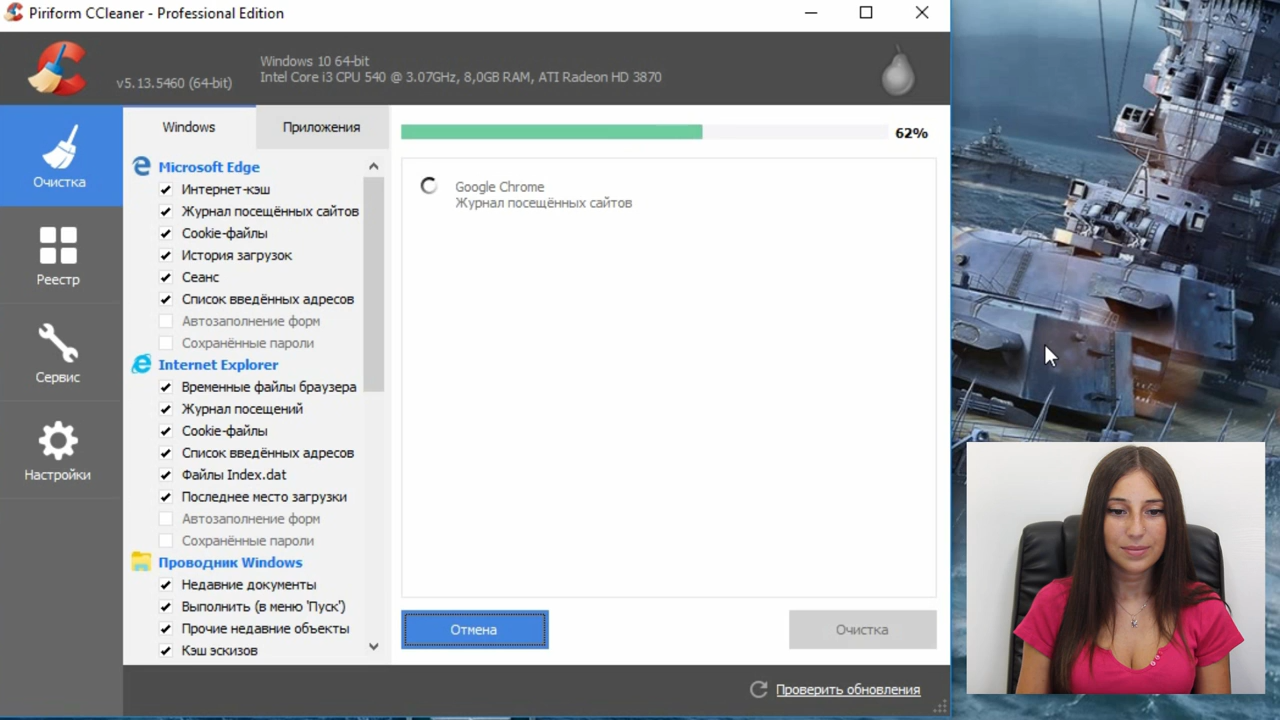 Piriform CCleaner - Professional Edition
v5.13.5460 (64-bit)
Windows 10 64-bit
Intel Core i3 CPU 540 @ 3.07GHz, 8,0GB RAM, ATI Radeon HD 3870
Очистка
Реестр
Сервис
Настройки
Windows
Приложения
Microsoft Edge
Интернет-кэш
Журнал посещённых сайтов
Cookie-файлы
История загрузок
Сеанс
Список введённых адресов
Автозаполнение форм
Сохранённые пароли
Internet Explorer
Временные файлы браузера
Журнал посещений
Cookie-файлы
Список введённых адресов
Файлы Index.dat
Последнее место загрузки
Автозаполнение форм
Сохранённые пароли
Проводник Windows
Недавние документы
Выполнить (в меню 'Пуск')
Прочие недавние объекты
Кэш эскизов
62%
Google Chrome
Журнал посещённых сайтов
Отмена
Очистка
Проверить обновления